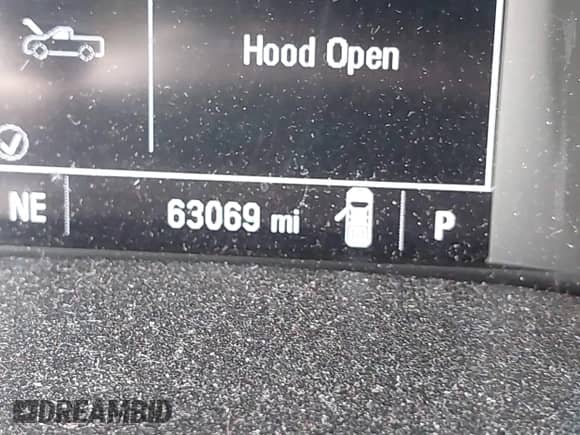 Hood Open
NE 63069 mi P
DREAMBID